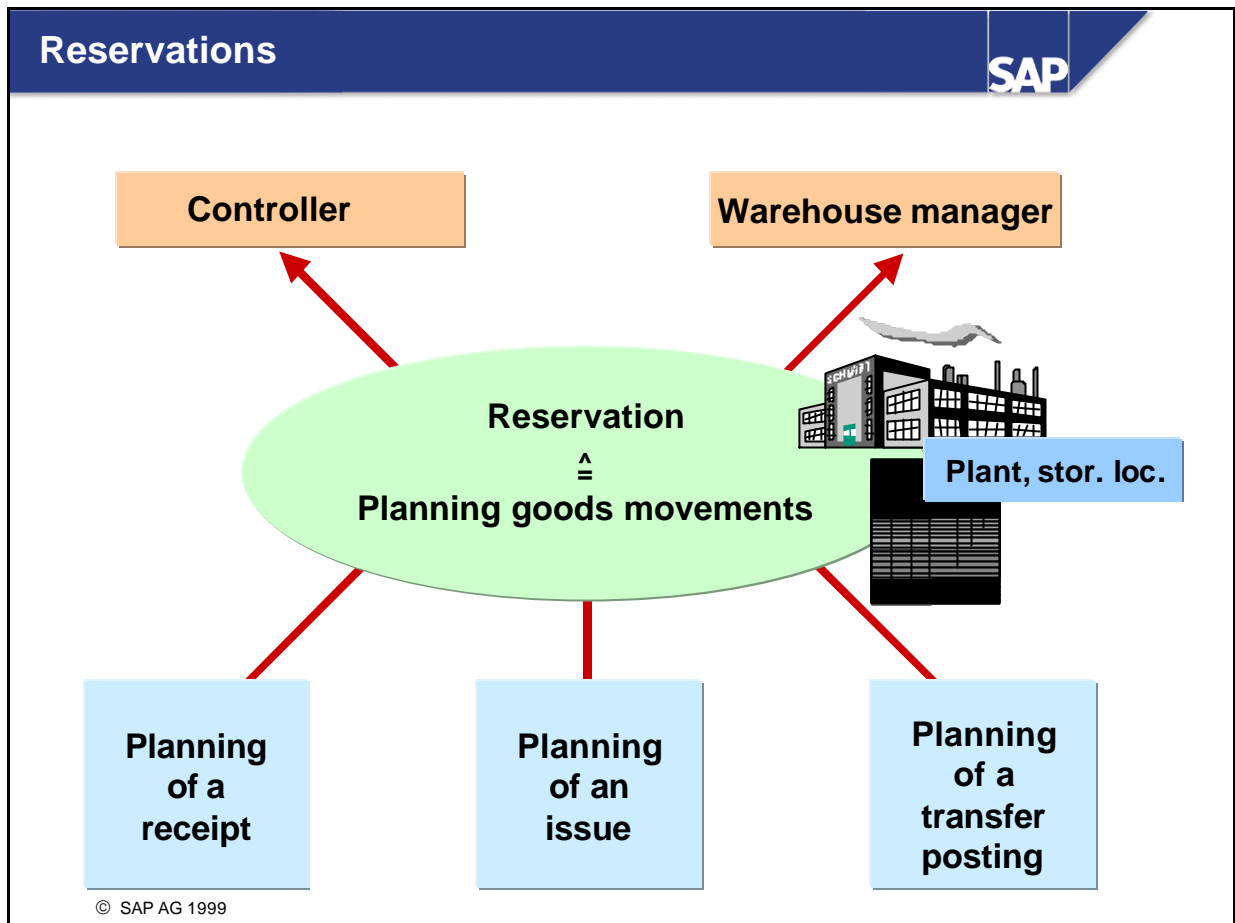 Reservations
SAP
Controller
Warehouse manager
SCHMIDT
Reservation
≙
Planning goods movements
Plant, stor. loc.
Planning
of a
receipt
Planning
of an
issue
Planning
of a
transfer
posting
© SAP AG 1999